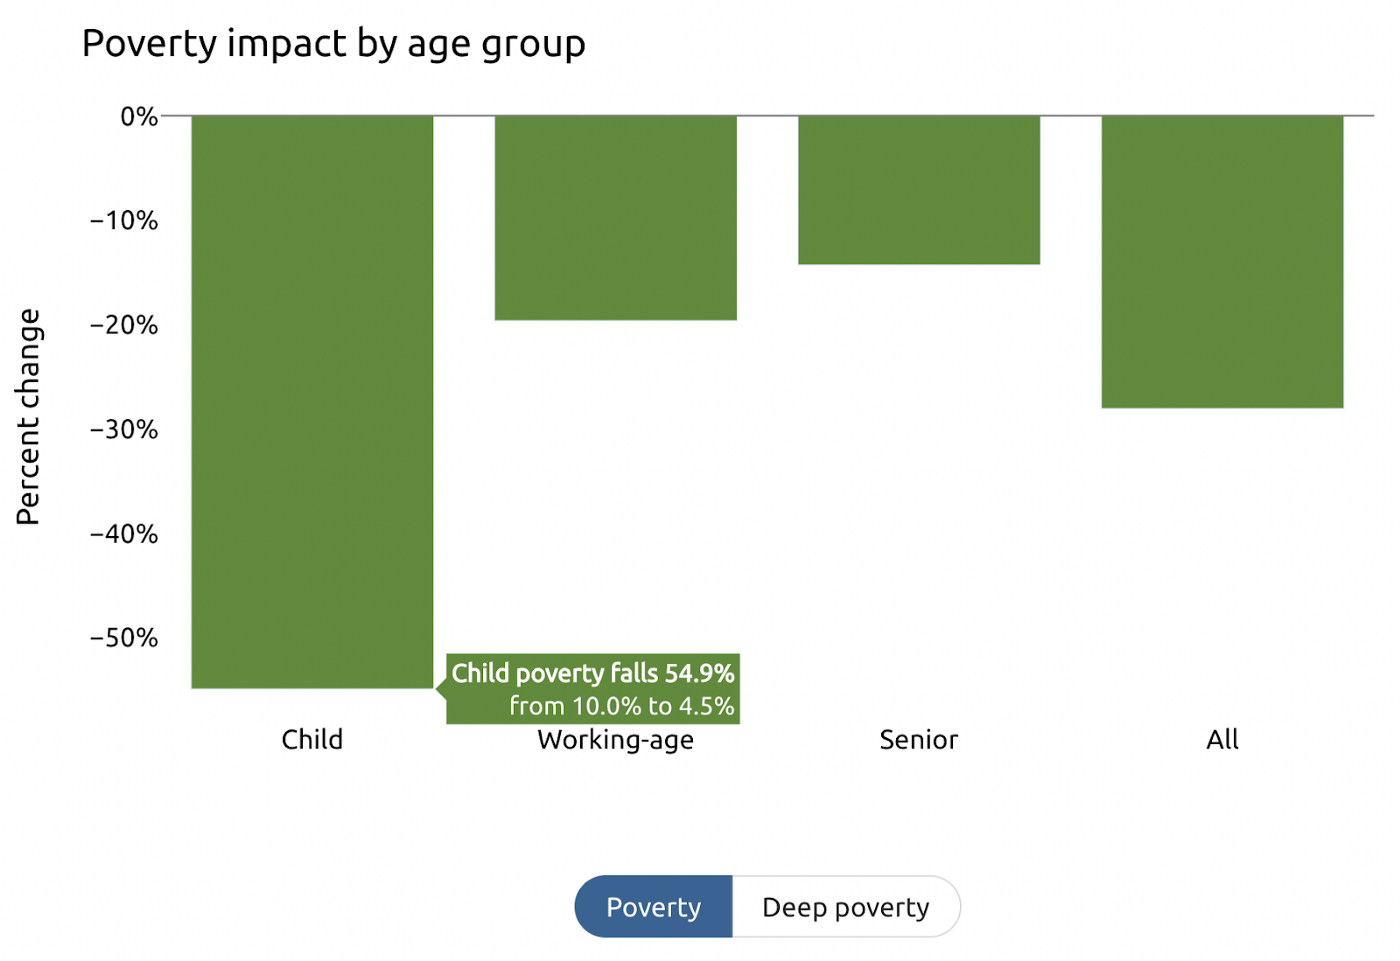 Poverty impact by age group
0%
−10%
−20%
−30%
−40%
−50%
Percent change
Child poverty falls 54.9%
from 10.0% to 4.5%
Child
Working-age
Senior
All
Poverty
Deep poverty